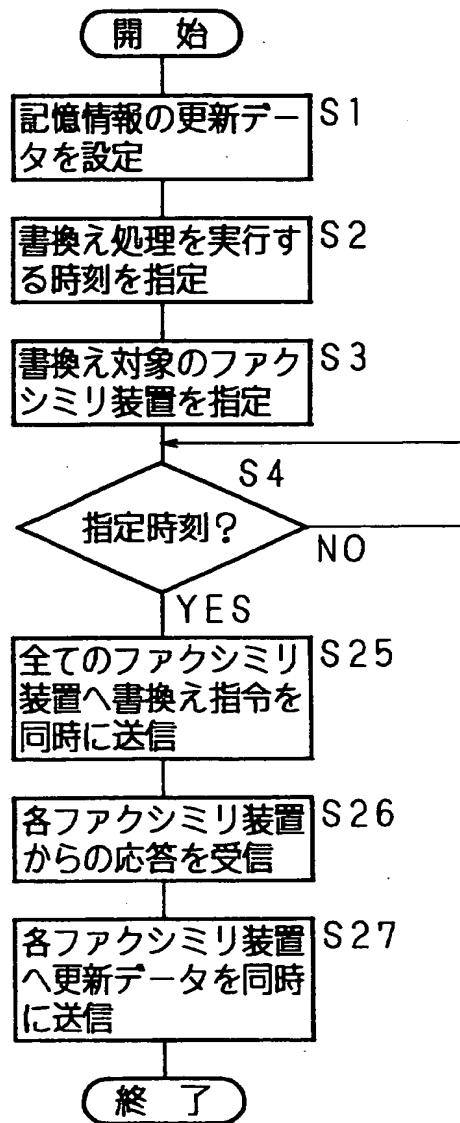 開 始
記憶情報の更新デー
タを設定
S1
書換え処理を実行す
る時刻を指定
S2
書換え対象のファク
シミリ装置を指定
S3
S4
指定時刻?
NO
YES
全てのファクシミリ
装置へ書換え指令を
同時に送信
S25
各ファクシミリ装置
からの応答を受信
S26
各ファクシミリ装置
へ更新データを同時
に送信
S27
終 了